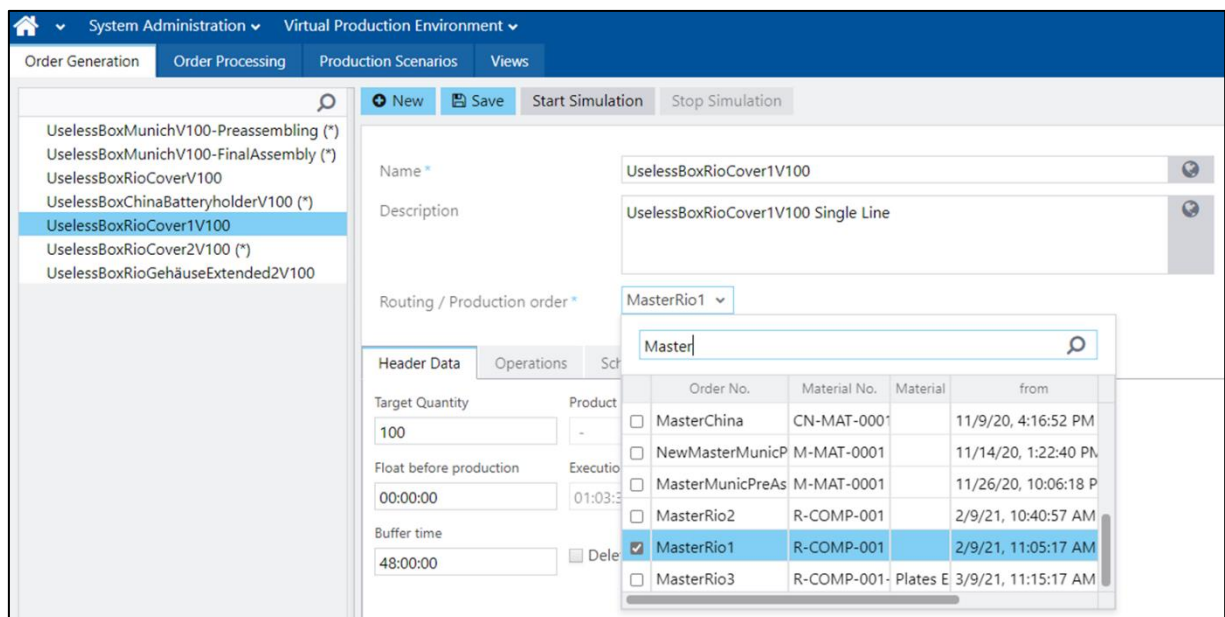 System Administration Virtual Production Environment
Order Generation Order Processing Production Scenarios Views
New Save Start Simulation Stop Simulation
UselessBoxMunichV100-Preassembling (*)
UselessBoxMunichV100-FinalAssembly (*)
UselessBoxRioCoverV100
UselessBoxChinaBatteryholderV100 (*)
UselessBoxRioCover1V100
UselessBoxRioCover2V100 (*)
UselessBoxRioGehäuseExtended2V100
Name * UselessBoxRioCover1V100
Description UselessBoxRioCover1V100 Single Line
Routing / Production order * MasterRio1
Master
Header Data Operations Sch
Target Quantity Product
100 -
Float before production Executio
00:00:00 01:03:3
Buffer time
48:00:00 Dele
Order No. Material No. Material from
MasterChina CN-MAT-0001 11/9/20, 4:16:52 PM
NewMasterMunicP M-MAT-0001 11/14/20, 1:22:40 PM
MasterMunicPreAs M-MAT-0001 11/26/20, 10:06:18 P
MasterRio2 R-COMP-001 2/9/21, 10:40:57 AM
MasterRio1 R-COMP-001 2/9/21, 11:05:17 AM
MasterRio3 R-COMP-001- Plates E 3/9/21, 11:15:17 AM